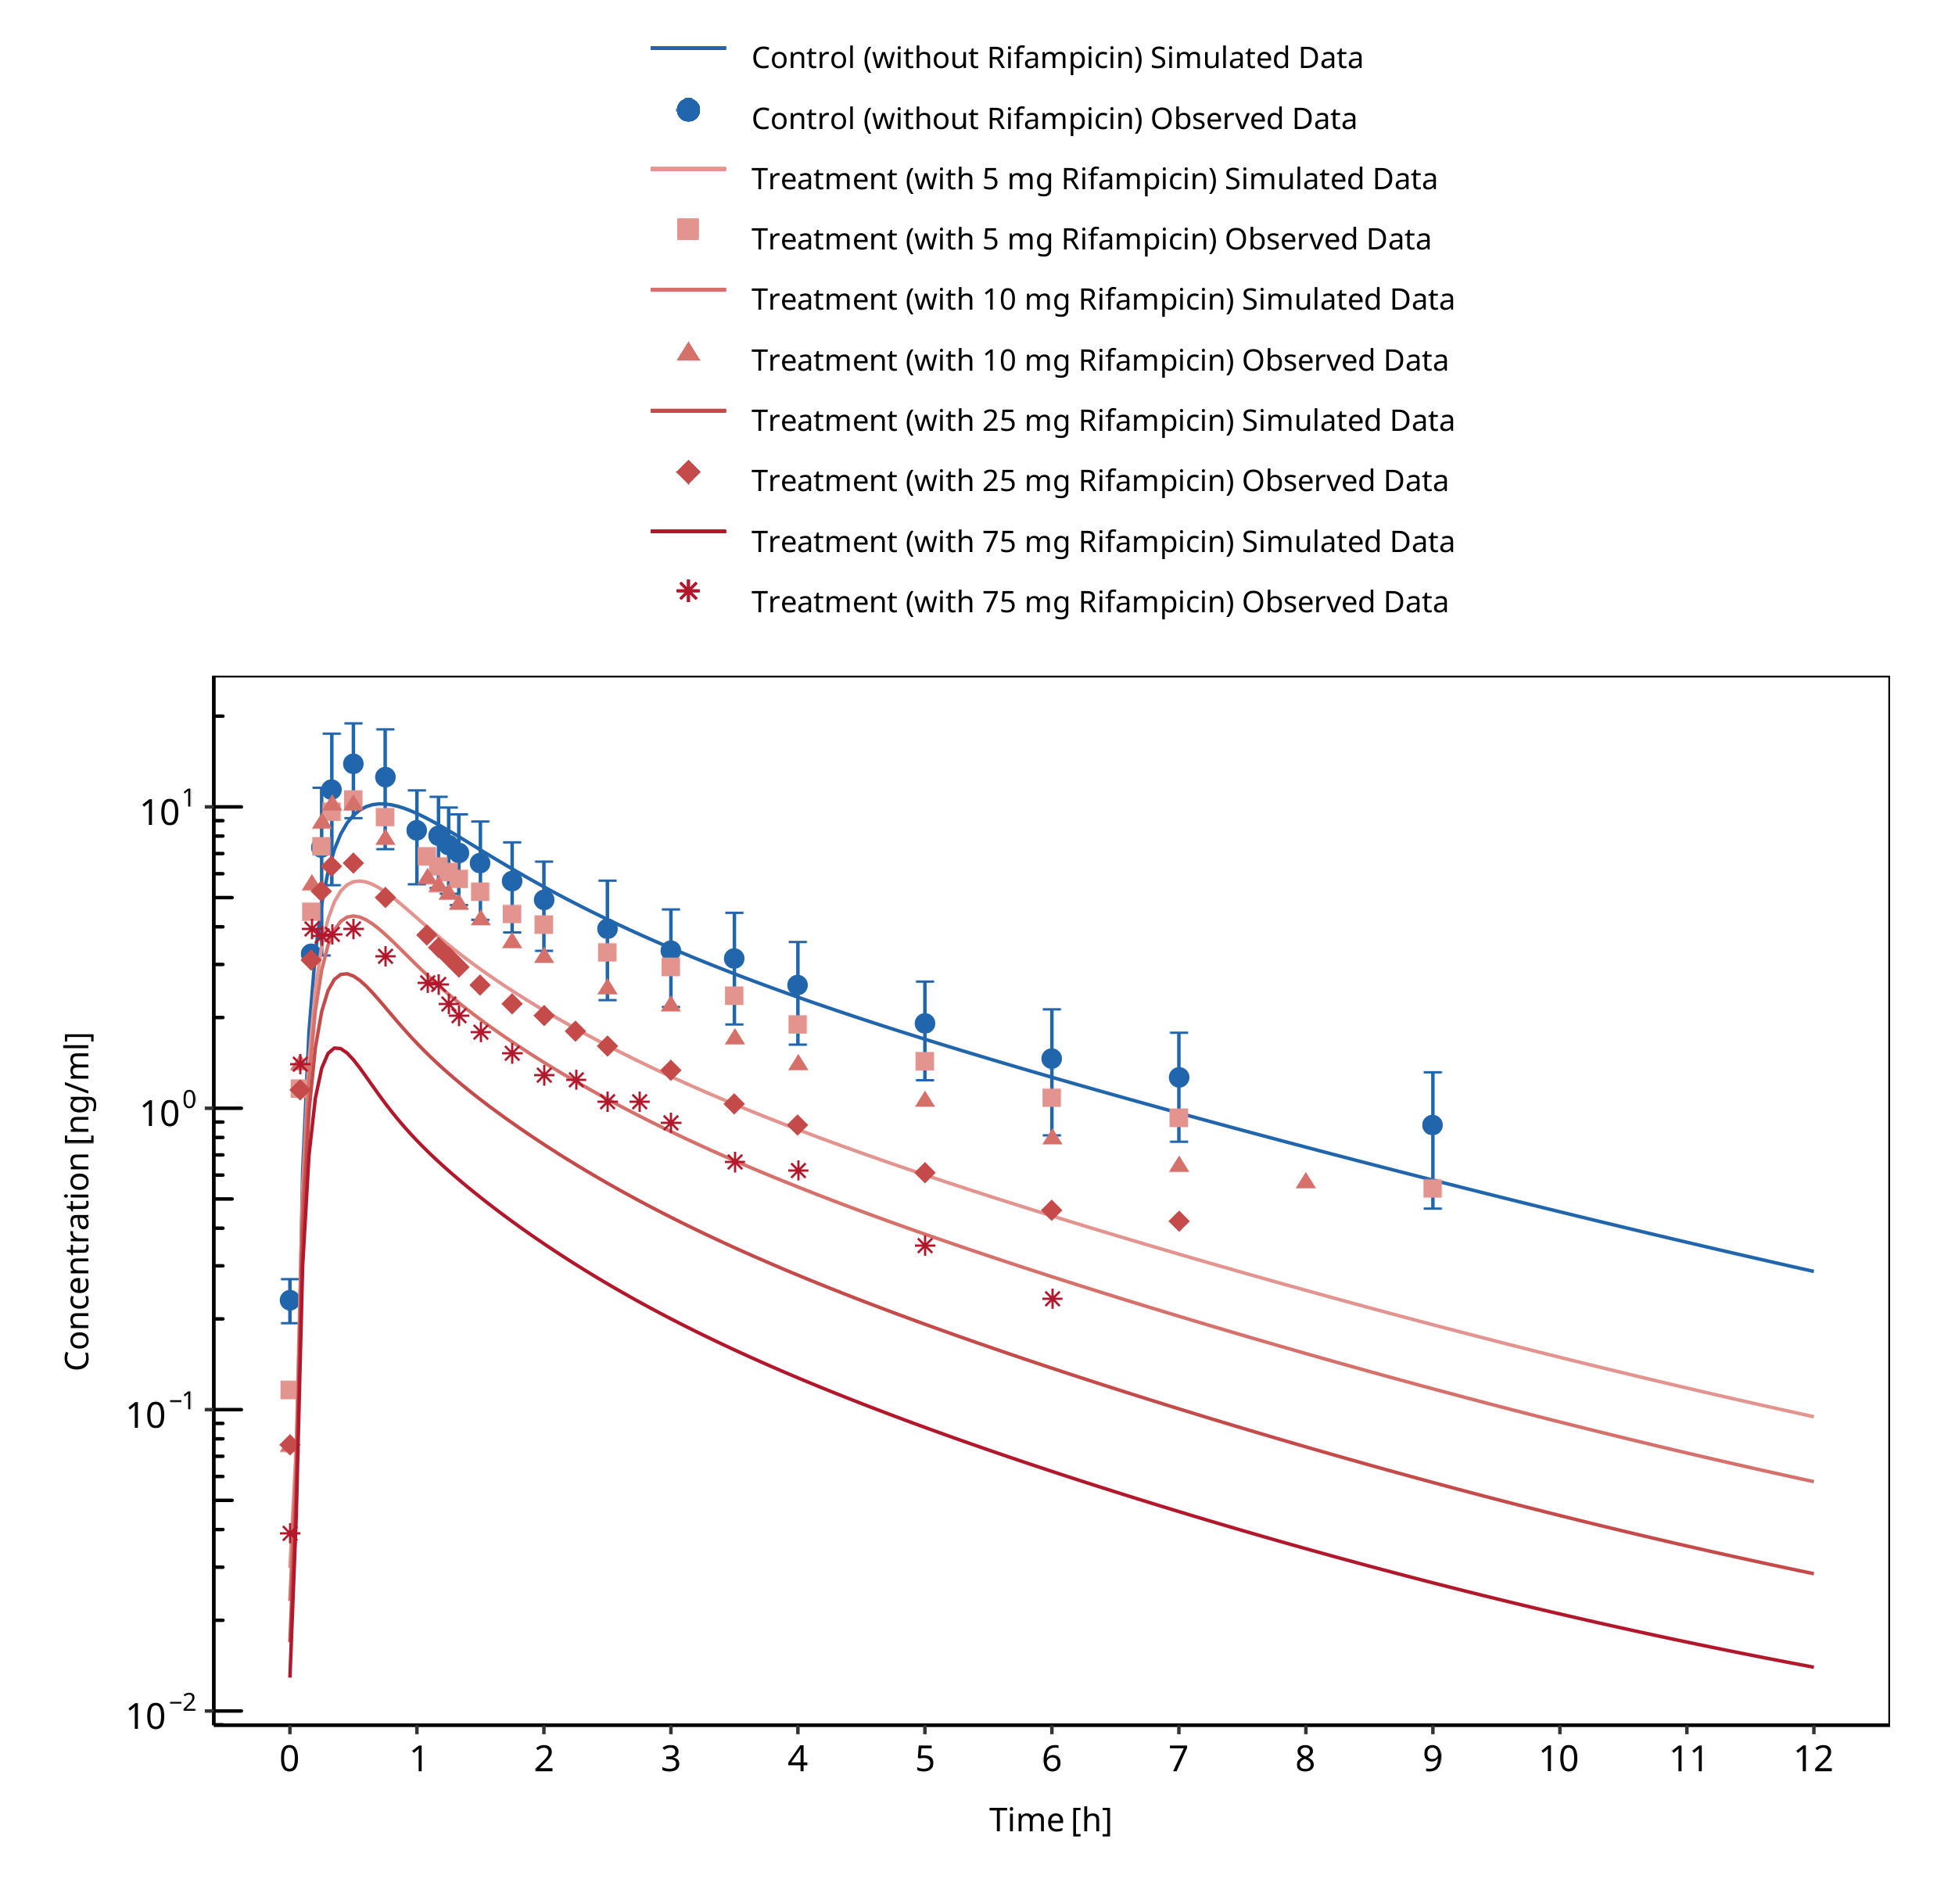 Control (without Rifampicin) Simulated Data
Control (without Rifampicin) Observed Data
Treatment (with 5 mg Rifampicin) Simulated Data
Treatment (with 5 mg Rifampicin) Observed Data
Treatment (with 10 mg Rifampicin) Simulated Data
Treatment (with 10 mg Rifampicin) Observed Data
Treatment (with 25 mg Rifampicin) Simulated Data
Treatment (with 25 mg Rifampicin) Observed Data
Treatment (with 75 mg Rifampicin) Simulated Data
Treatment (with 75 mg Rifampicin) Observed Data
10^1
10^0
10^−1
10^−2
Concentration [ng/ml]
0 1 2 3 4 5 6 7 8 9 10 11 12
Time [h]